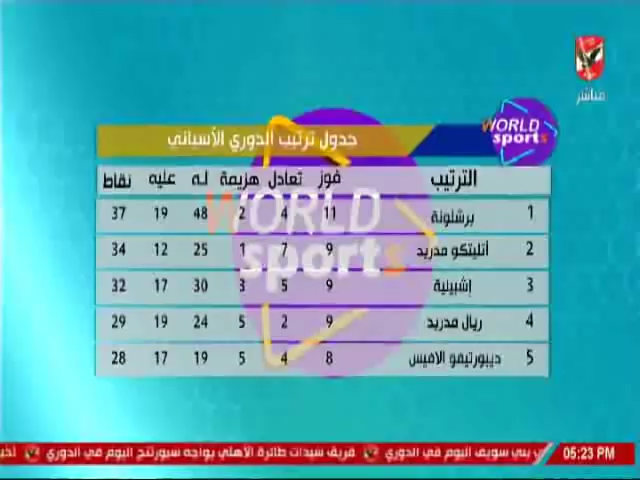 مباشر
WORLD
sports
جدول ترتيب الدوري الأسباني
الترتيب فوز تعادل هزيمة له عليه نقاط
1 برشلونة 11 4 2 48 19 37
2 أتليتكو مدريد 9 7 1 25 12 34
3 إشبيلية 9 5 3 30 17 32
4 ريال مدريد 9 2 5 24 19 29
5 ديبورتيفو الافيس 8 4 5 19 17 28
WORLD
sports
بني سويف اليوم في الدوري فريق سيدات طائرة الأهلي يواجه سبورتنج اليوم في الدوري
05:23 PM